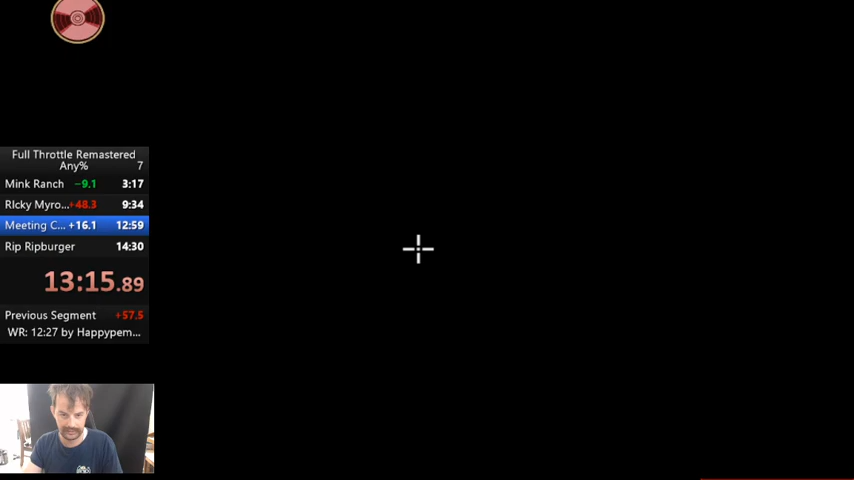 Full Throttle Remastered
Any% 7
Mink Ranch −9.1 3:17
RIcky Myro... +48.3 9:34
Meeting C... +16.1 12:59
Rip Ripburger 14:30
13:15.89
Previous Segment +57.5
WR: 12:27 by Happypem...